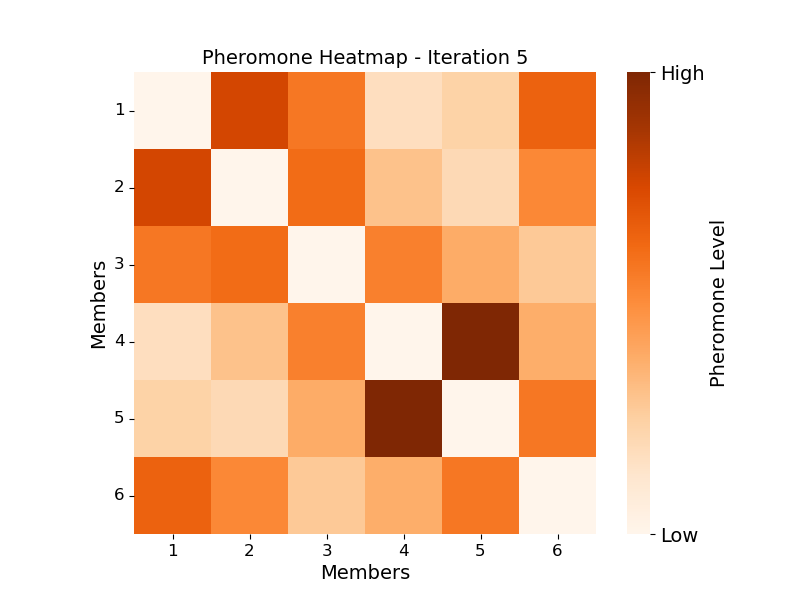 Pheromone Heatmap - Iteration 5
High
1
2
3
4
5
6
Members
Pheromone Level
Low
1 2 3 4 5 6
Members